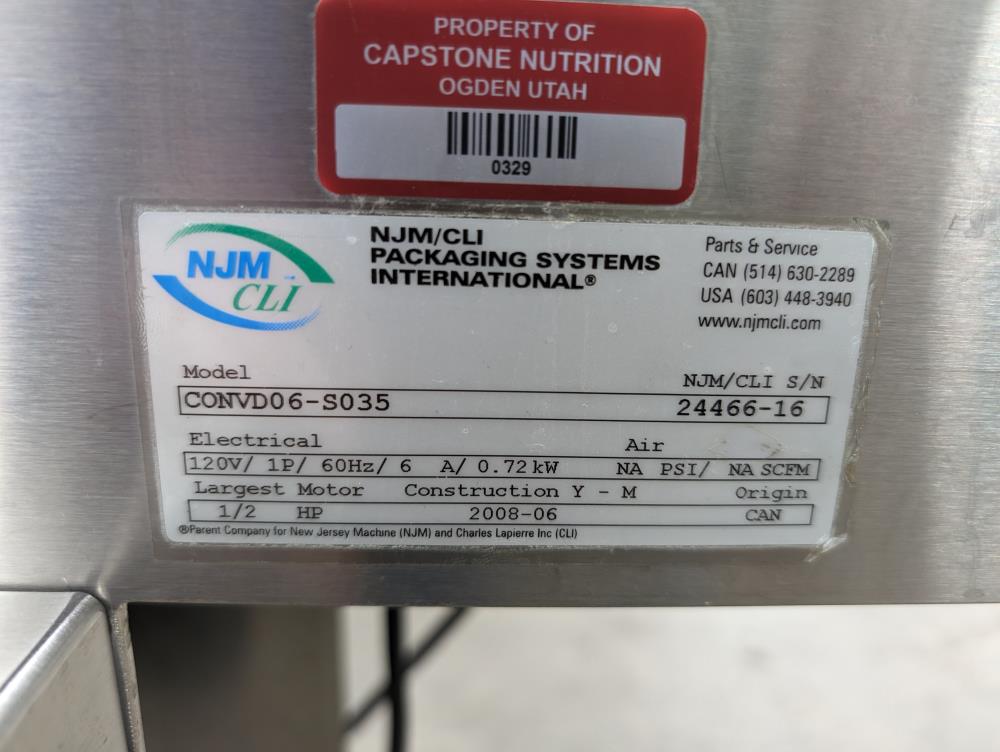 PROPERTY OF
CAPSTONE NUTRITION
OGDEN UTAH
0329
NJM CLI
NJM/CLI
PACKAGING SYSTEMS
INTERNATIONAL®
Parts & Service
CAN (514) 630-2289
USA (603) 448-3940
www.njmcli.com
Model NJM/CLI S/N
CONVD06-S035 24466-16
Electrical Air
120V/ 1P/ 60Hz/ 6 A/ 0.72 kW NA PSI/ NA SCFM
Largest Motor Construction Y - M Origin
1/2 HP 2008-06 CAN
®Parent Company for New Jersey Machine (NJM) and Charles Lapierre Inc (CLI)